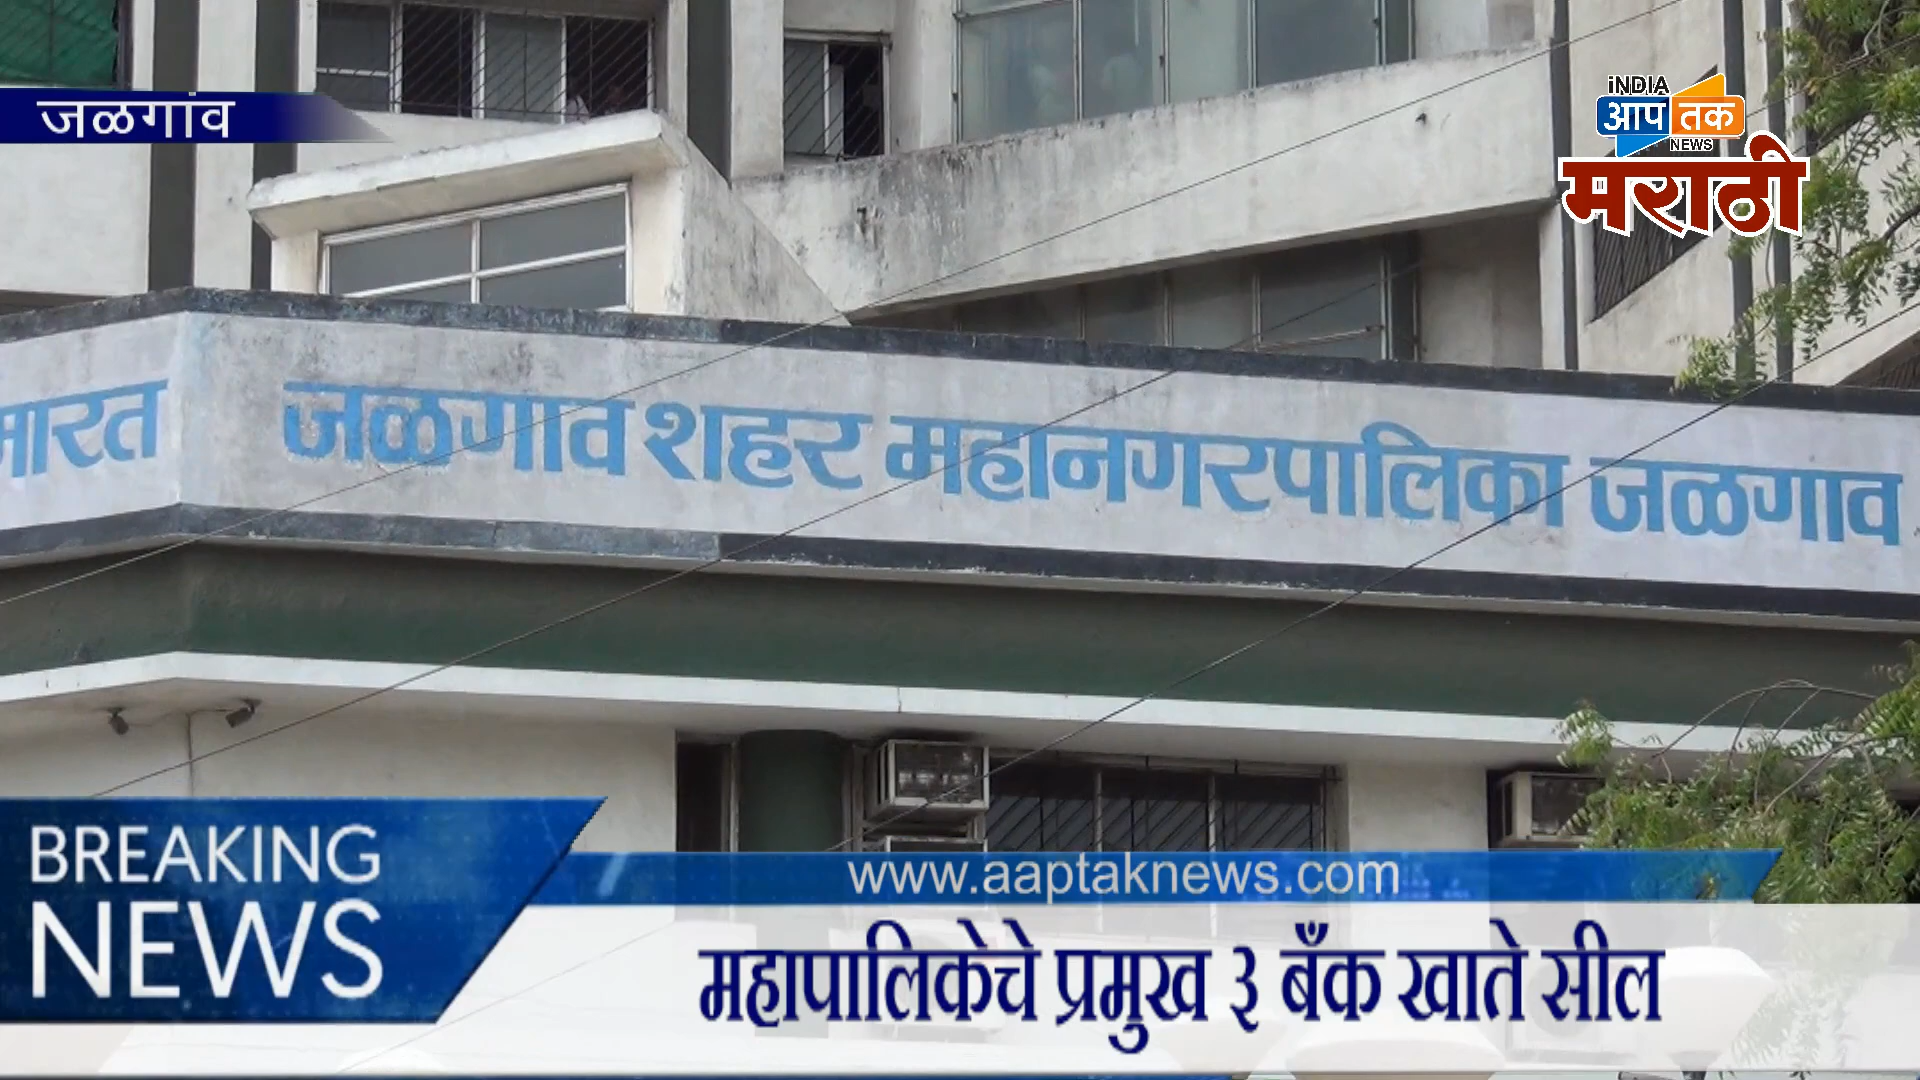 जळगांव
iNDIA
आप तक
NEWS
मराठी
मारत
जळगाव शहर महानगरपालिका जळगाव
BREAKING
NEWS
www.aaptaknews.com
महापालिकेचे प्रमुख ३ बँक खाते सील